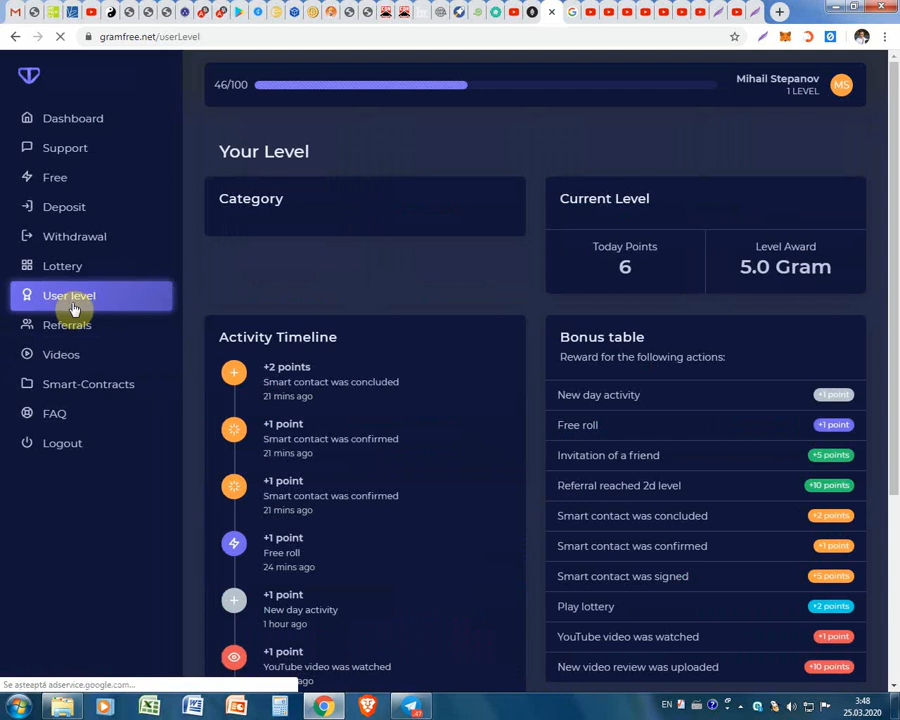 gramfree.net/userLevel
46/100
Mihail Stepanov
1 LEVEL
MS
Dashboard
Support
Free
Deposit
Withdrawal
Lottery
User level
Referrals
Videos
Smart-Contracts
FAQ
Logout
Your Level
Category
Current Level
Today Points
6
Level Award
5.0 Gram
Activity Timeline
+2 points
Smart contact was concluded
21 mins ago
+1 point
Smart contact was confirmed
21 mins ago
+1 point
Smart contact was confirmed
21 mins ago
+1 point
Free roll
24 mins ago
+1 point
New day activity
1 hour ago
+1 point
YouTube video was watched
ago
Bonus table
Reward for the following actions:
New day activity +1 point
Free roll +1 point
Invitation of a friend +5 points
Referral reached 2d level +10 points
Smart contact was concluded +2 points
Smart contact was confirmed +1 point
Smart contact was signed +5 points
Play lottery +2 points
YouTube video was watched +1 point
New video review was uploaded +10 points
Se asteaptă adservice.google.com...
EN
3:48
25.03.2020